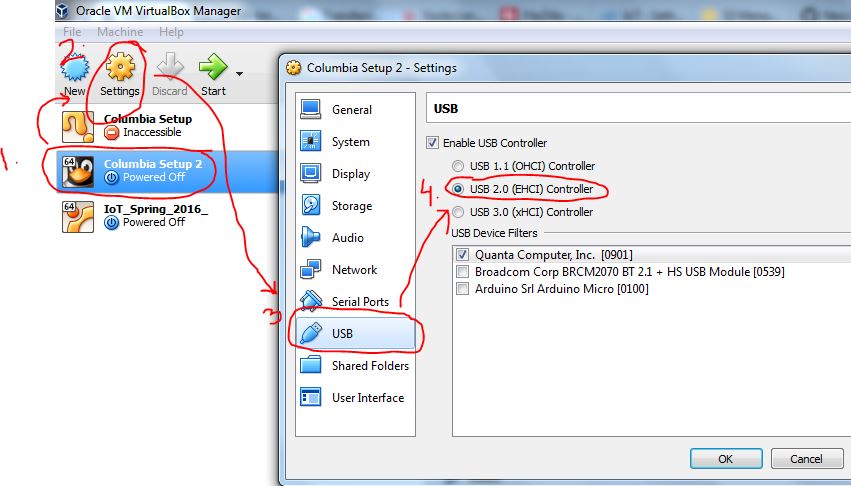 Oracle VM VirtualBox Manager
File Machine Help
2.
New Settings Discard Start
1.
Columbia Setup
Inaccessible
64
Columbia Setup 2
Powered Off
64
IoT_Spring_2016_
Powered Off
Columbia Setup 2 - Settings
General
System
Display
Storage
Audio
Network
Serial Ports
3
USB
Shared Folders
User Interface
USB
Enable USB Controller
USB 1.1 (OHCI) Controller
4.
USB 2.0 (EHCI) Controller
USB 3.0 (xHCI) Controller
USB Device Filters
Quanta Computer, Inc. [0901]
Broadcom Corp BRCM2070 BT 2.1 + HS USB Module [0539]
Arduino Srl Arduino Micro [0100]
OK Cancel